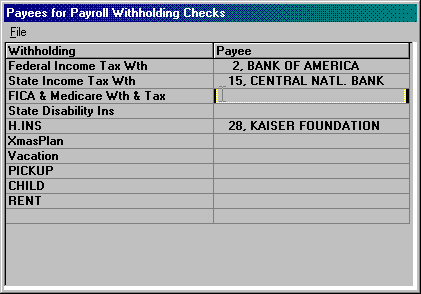 Payees for Payroll Withholding Checks
File
Withholding Payee
Federal Income Tax Wth 2, BANK OF AMERICA
State Income Tax Wth _15, CENTRAL NATL. BANK
FICA & Medicare Wth & Tax
State Disability Ins
H.INS 28, KAISER FOUNDATION
XmasPlan
Vacation
PICKUP
CHILD
RENT